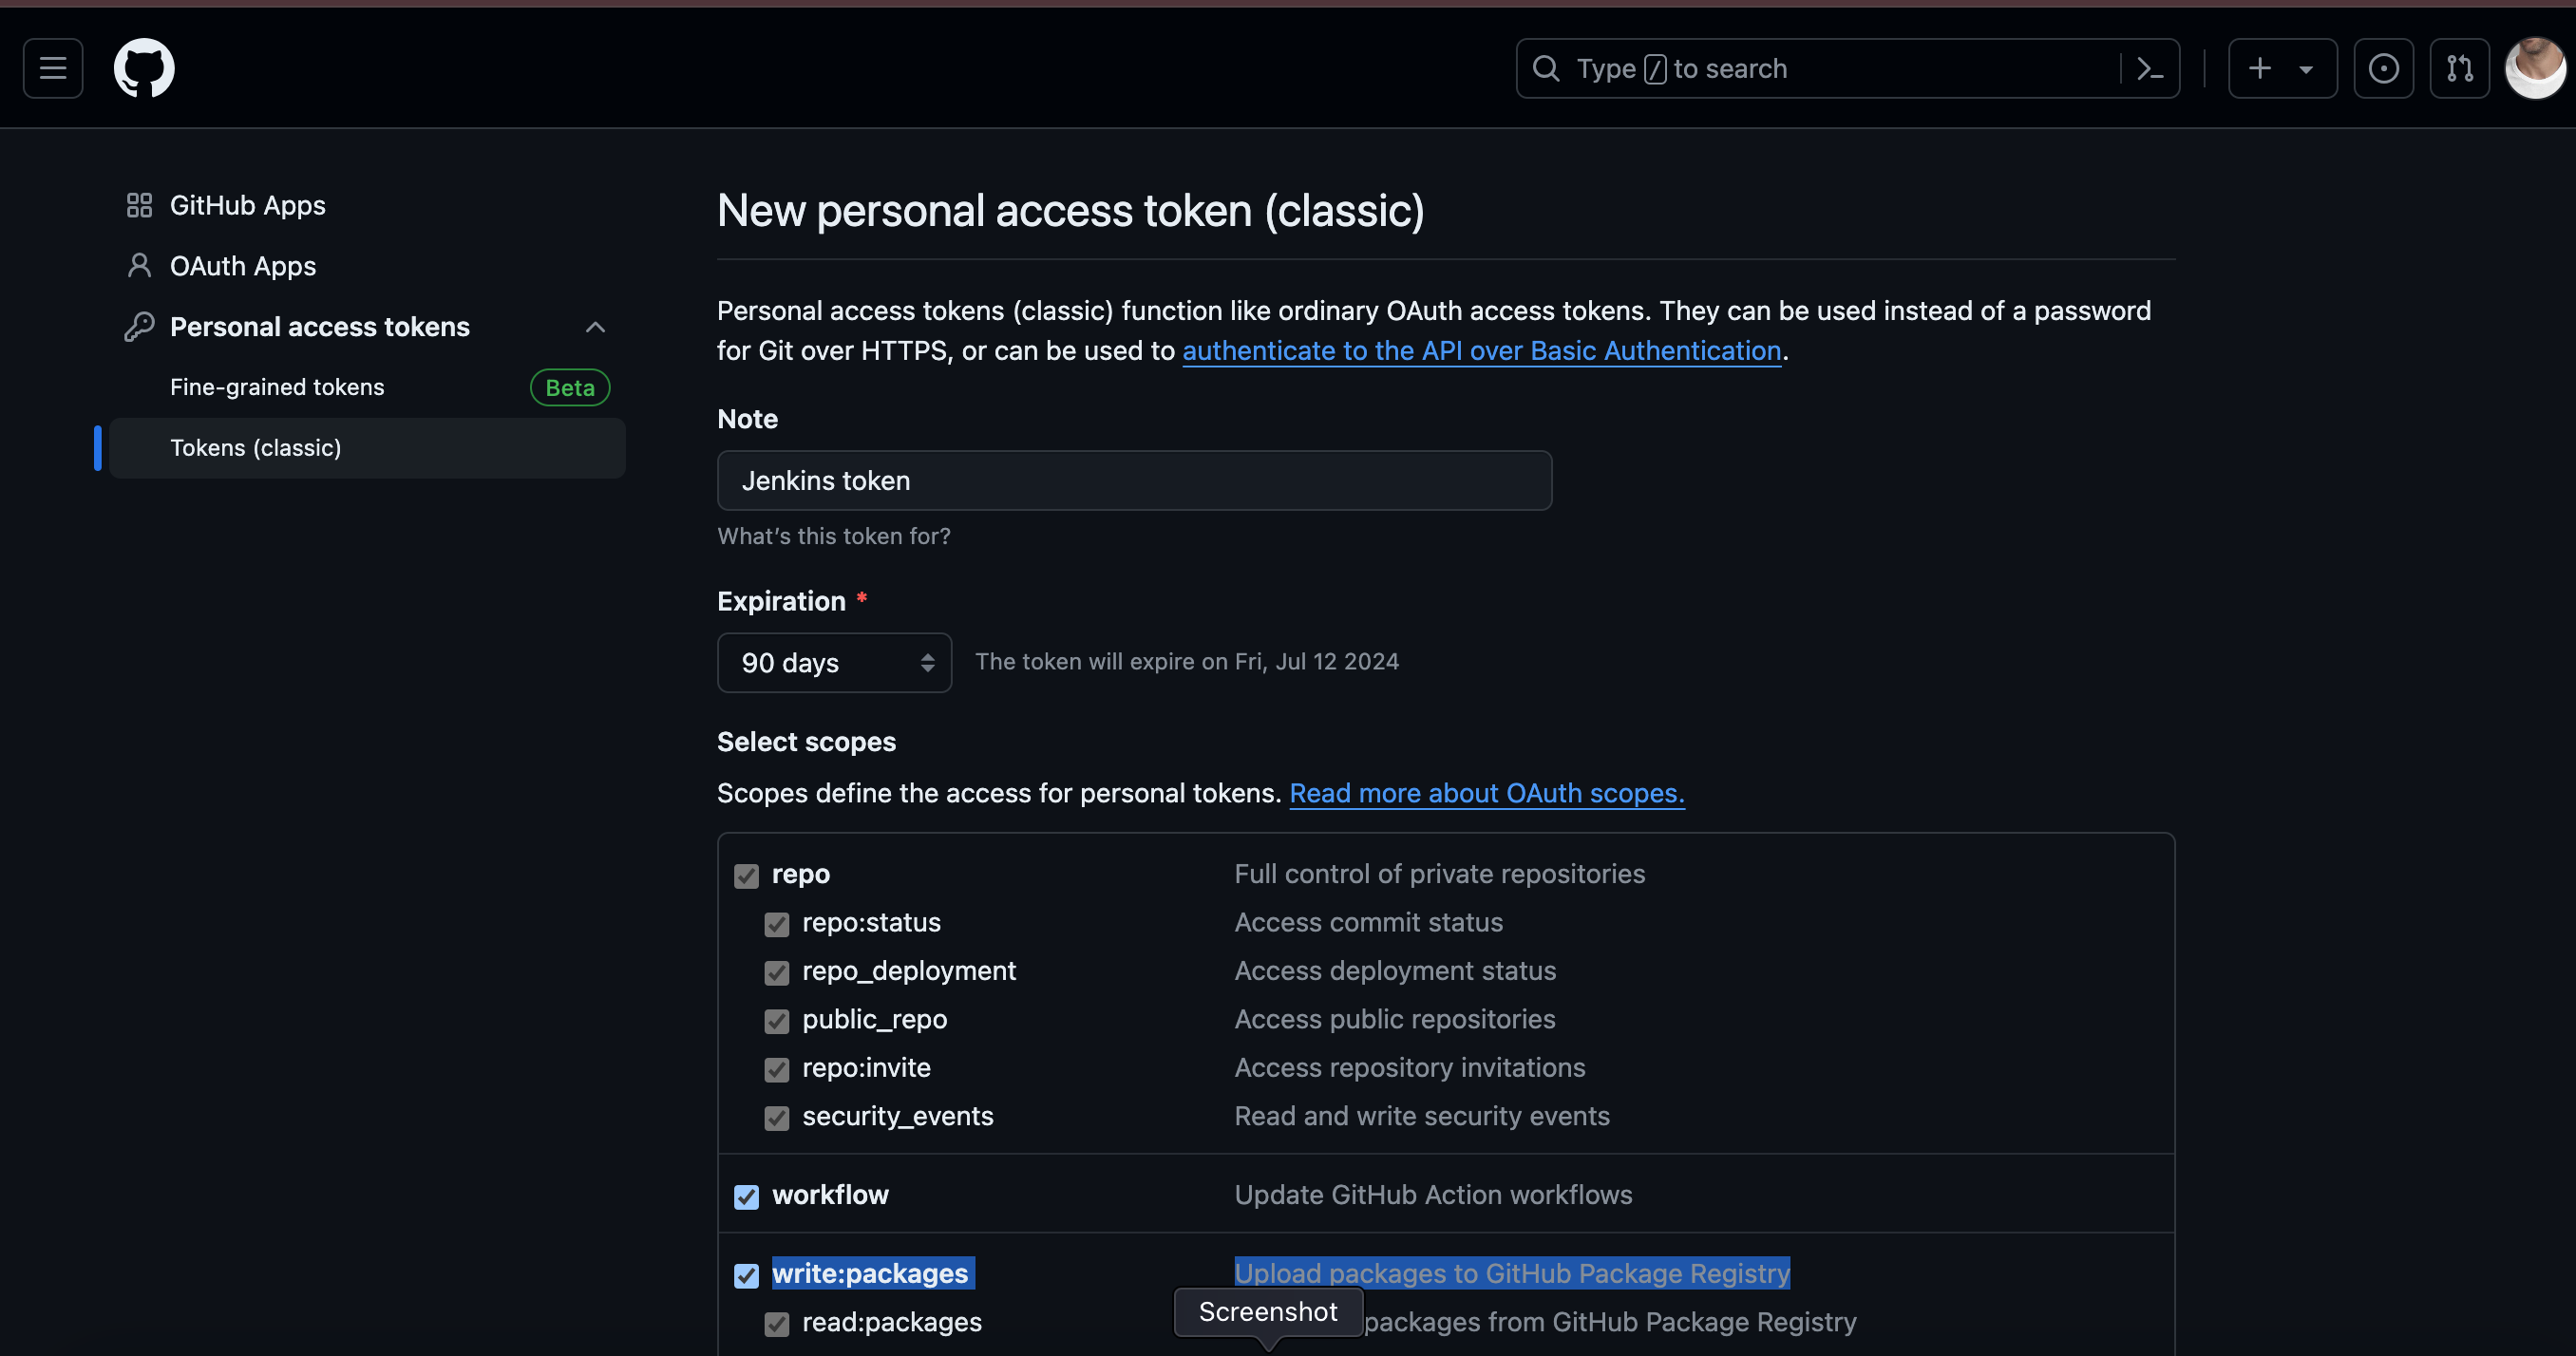 Type / to search
GitHub Apps
OAuth Apps
Personal access tokens
Fine-grained tokens
Beta
Tokens (classic)
New personal access token (classic)
Personal access tokens (classic) function like ordinary OAuth access tokens. They can be used instead of a password
for Git over HTTPS, or can be used to authenticate to the API over Basic Authentication.
Note
Jenkins token
What's this token for?
Expiration *
90 days
The token will expire on Fri, Jul 12 2024
Select scopes
Scopes define the access for personal tokens. Read more about OAuth scopes.
repo Full control of private repositories
repo:status Access commit status
repo_deployment Access deployment status
public_repo Access public repositories
repo:invite Access repository invitations
security_events Read and write security events
workflow Update GitHub Action workflows
write:packages Upload packages to GitHub Package Registry
Screenshot
read:packages packages from GitHub Package Registry